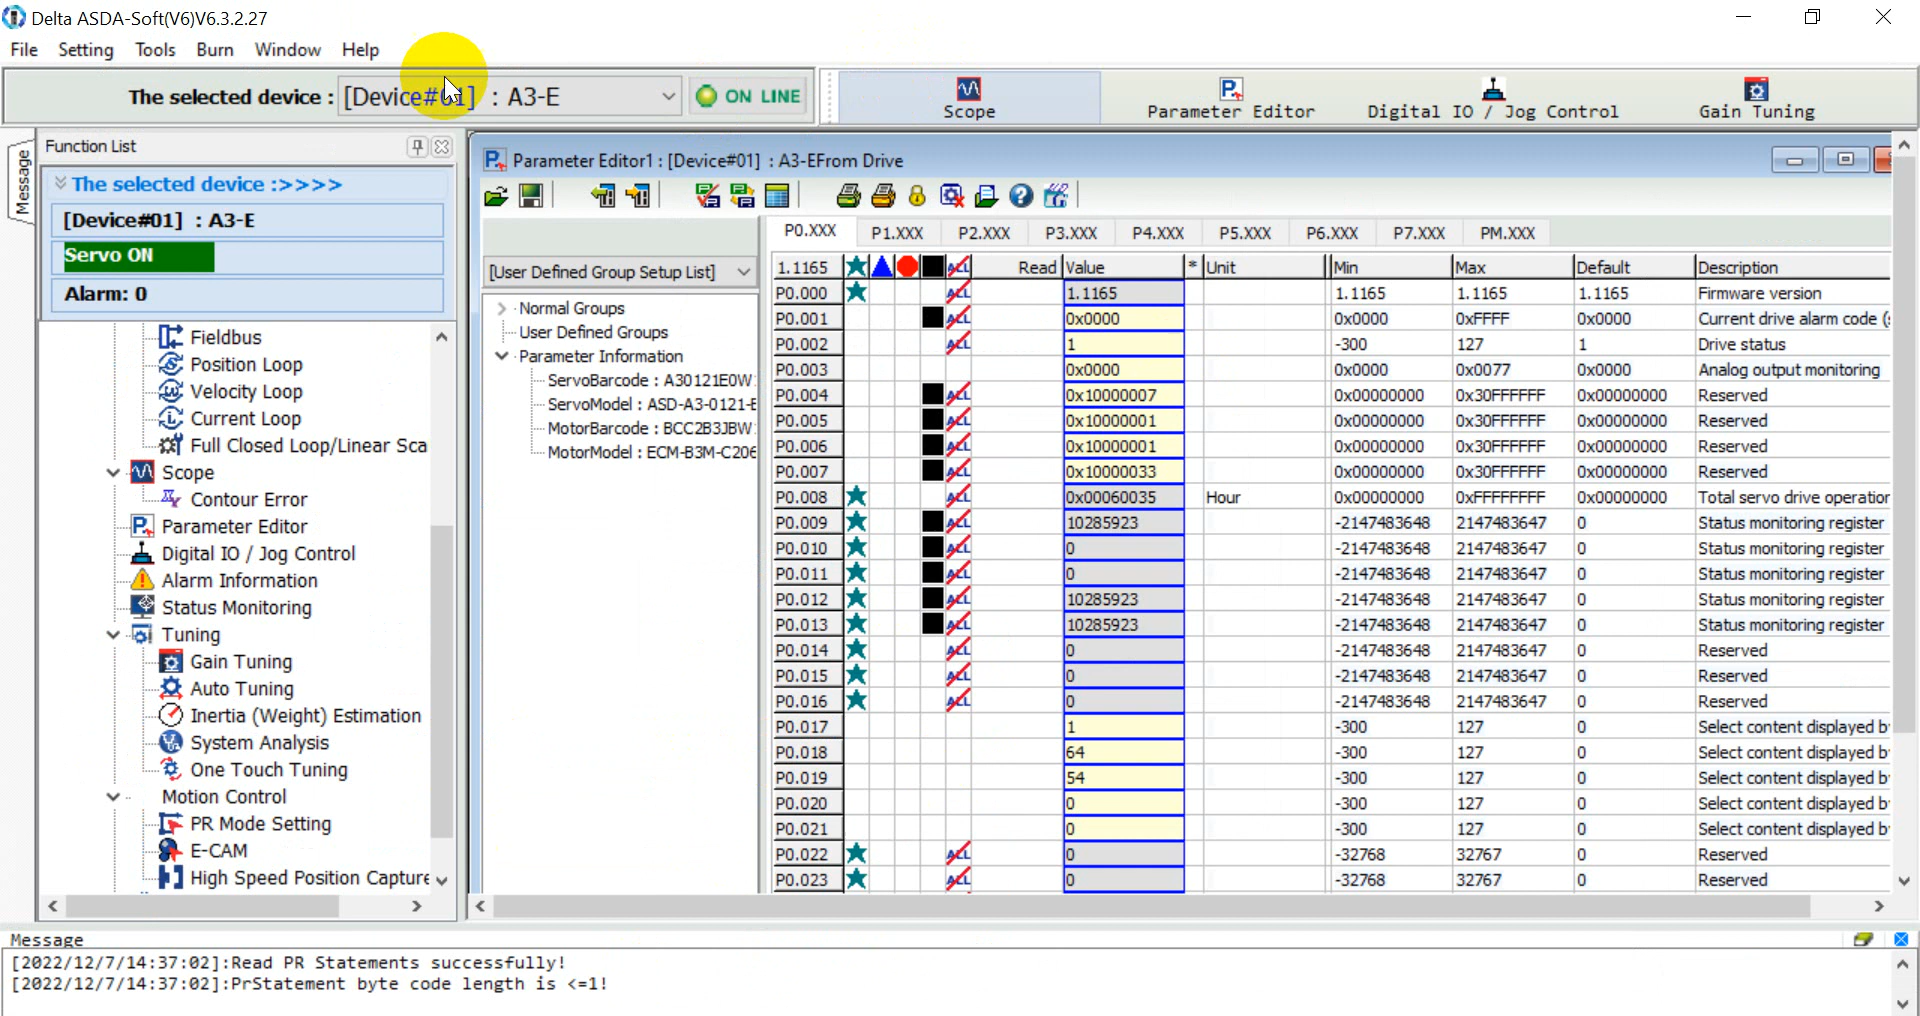 Delta ASDA-Soft(V6)V6.3.2.27
File Setting Tools Burn Window Help
The selected device : [Device#01] : A3-E ON LINE
Scope
Parameter Editor
Digital IO / Jog Control
Gain Tuning
Message
Function List
The selected device :>>>>
[Device#01] : A3-E
Servo ON
Alarm: 0
Fieldbus
Position Loop
Velocity Loop
Current Loop
Full Closed Loop/Linear Sca
Scope
Contour Error
Parameter Editor
Digital IO / Jog Control
Alarm Information
Status Monitoring
Tuning
Gain Tuning
Auto Tuning
Inertia (Weight) Estimation
System Analysis
One Touch Tuning
Motion Control
PR Mode Setting
E-CAM
High Speed Position Capture
Parameter Editor1 : [Device#01] : A3-EFrom Drive
[User Defined Group Setup List]
Normal Groups
User Defined Groups
Parameter Information
ServoBarcode : A30121E0W
ServoModel : ASD-A3-0121-E
MotorBarcode : BCC2B3JBW
MotorModel : ECM-B3M-C206
P0.XXX P1.XXX P2.XXX P3.XXX P4.XXX P5.XXX P6.XXX P7.XXX PM.XXX
1.1165 ALL Read Value * Unit Min Max Default Description
P0.000 ALL 1.1165 1.1165 1.1165 1.1165 Firmware version
P0.001 ALL 0x0000 0x0000 0xFFFF 0x0000 Current drive alarm code (
P0.002 ALL 1 -300 127 1 Drive status
P0.003 0x0000 0x0000 0x0077 0x0000 Analog output monitoring
P0.004 ALL 0x10000007 0x00000000 0x30FFFFFF 0x00000000 Reserved
P0.005 ALL 0x10000001 0x00000000 0x30FFFFFF 0x00000000 Reserved
P0.006 ALL 0x10000001 0x00000000 0x30FFFFFF 0x00000000 Reserved
P0.007 ALL 0x10000033 0x00000000 0x30FFFFFF 0x00000000 Reserved
P0.008 ALL 0x00060035 Hour 0x00000000 0xFFFFFFFF 0x00000000 Total servo drive operation
P0.009 ALL 10285923 -2147483648 2147483647 0 Status monitoring register
P0.010 ALL 0 -2147483648 2147483647 0 Status monitoring register
P0.011 ALL 0 -2147483648 2147483647 0 Status monitoring register
P0.012 ALL 10285923 -2147483648 2147483647 0 Status monitoring register
P0.013 ALL 10285923 -2147483648 2147483647 0 Status monitoring register
P0.014 ALL 0 -2147483648 2147483647 0 Reserved
P0.015 ALL 0 -2147483648 2147483647 0 Reserved
P0.016 ALL 0 -2147483648 2147483647 0 Reserved
P0.017 1 -300 127 0 Select content displayed b
P0.018 64 -300 127 0 Select content displayed b
P0.019 54 -300 127 0 Select content displayed b
P0.020 0 -300 127 0 Select content displayed b
P0.021 0 -300 127 0 Select content displayed b
P0.022 ALL 0 -32768 32767 0 Reserved
P0.023 ALL 0 -32768 32767 0 Reserved
Message
[2022/12/7/14:37:02]:Read PR Statements successfully!
[2022/12/7/14:37:02]:PrStatement byte code length is <=1!